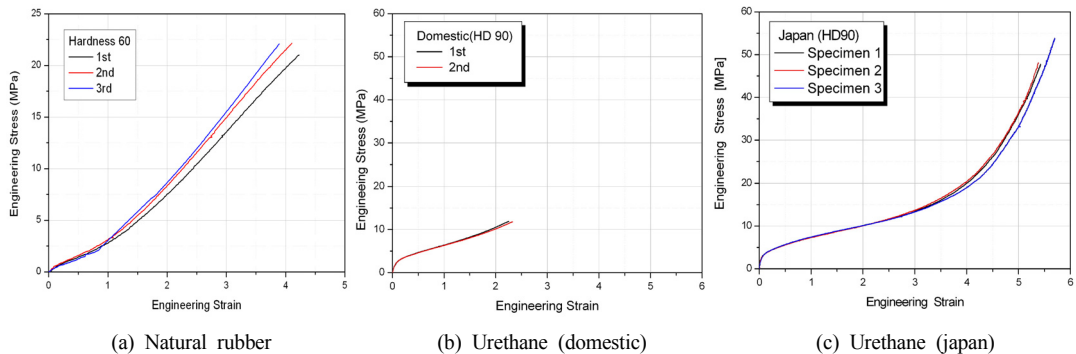 Hardness 60
1st
2nd
3rd
Engineering Stress (MPa)
25
20
15
10
5
0
0 1 2 3 4 5
Engineering Strain
(a) Natural rubber
Domestic(HD 90)
1st
2nd
Engineeing Stress (MPa)
60
50
40
30
20
10
0
0 1 2 3 4 5 6
Engineering Strain
(b) Urethane (domestic)
Japan (HD90)
Specimen 1
Specimen 2
Specimen 3
Engineering Stress [MPa]
60
50
40
30
20
10
0
0 1 2 3 4 5 6
Engineering Strain
(c) Urethane (japan)